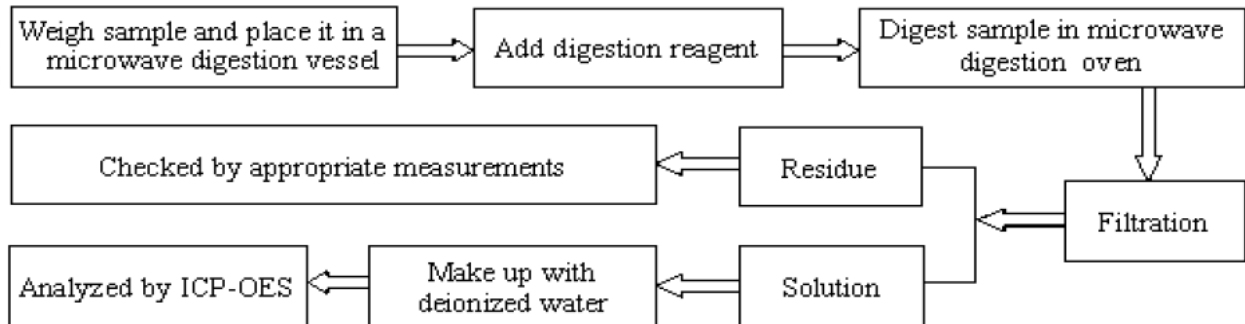 Weigh sample and place it in a
microwave digestion vessel
Add digestion reagent
Digest sample in microwave
digestion oven
Checked by appropriate measurements
Residue
Filtration
Analyzed by ICP-OES
Make up with
deionized water
Solution